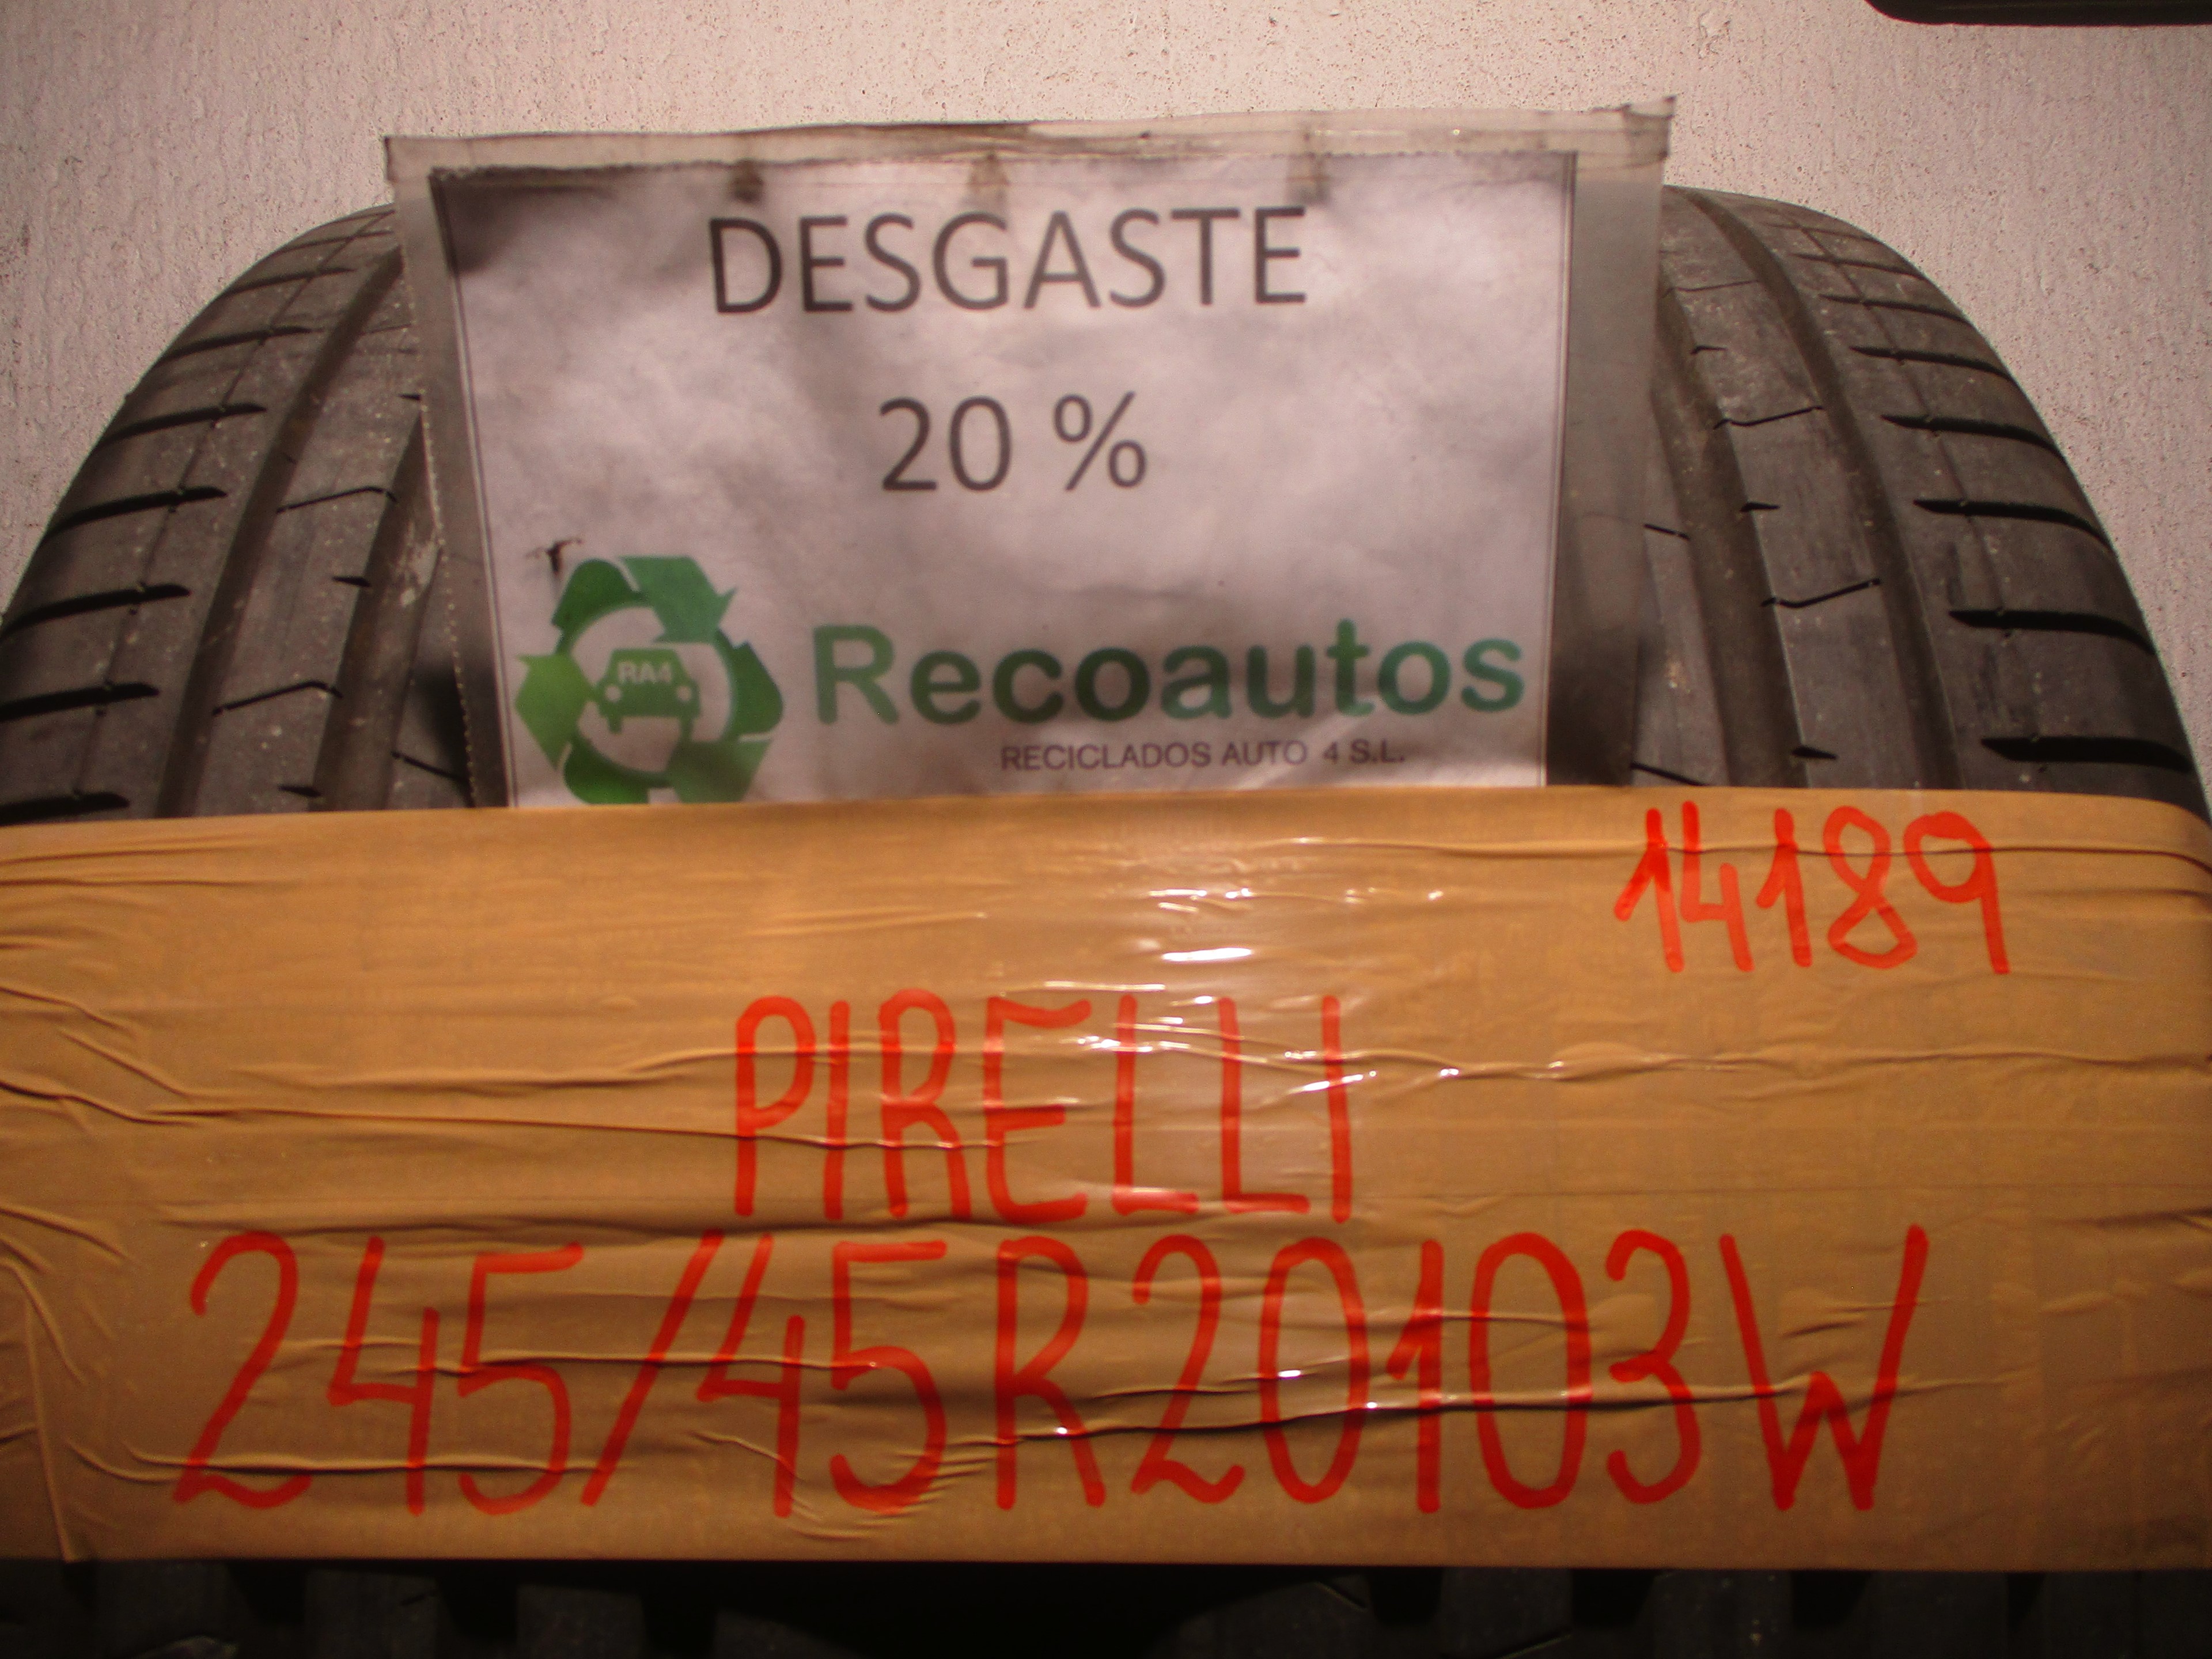 DESGASTE
20 %
RA4
Recoautos
RECICLADOS AUTO 4 S.L.
14189
PIRELLI
245/45R20103W